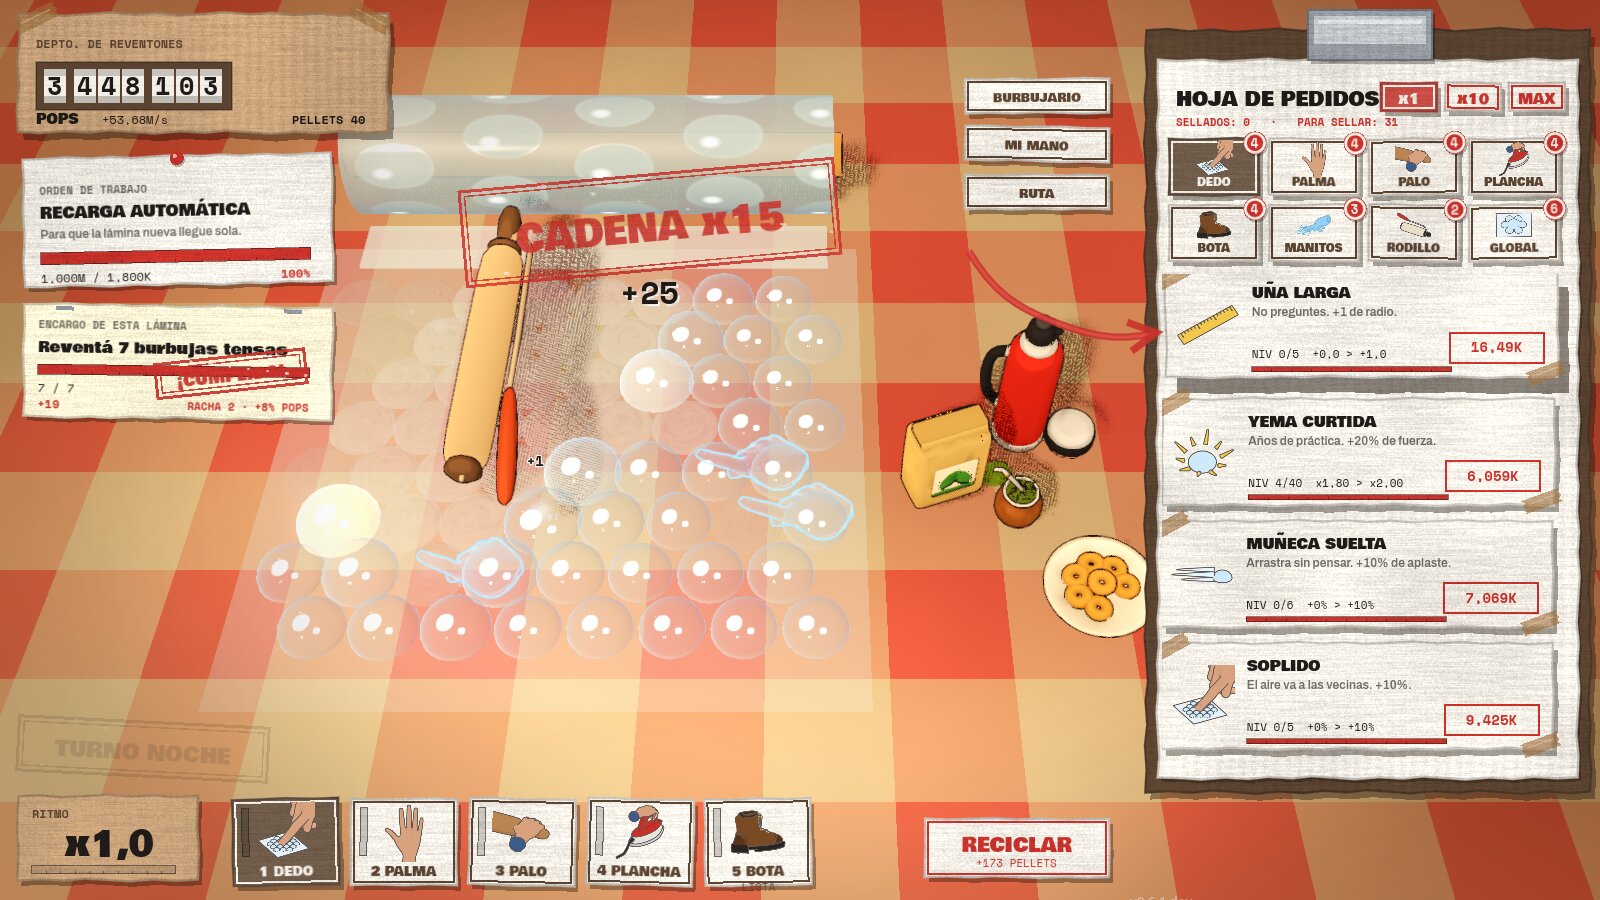 DEPTO. DE REVENTONES
3 448 103
POPS +53,68M/s PELLETS 40
ORDEN DE TRABAJO
RECARGA AUTOMÁTICA
Para que la lámina nueva llegue sola.
1,000M / 1,800K 100%
ENCARGO DE ESTA LÁMINA
Reventá 7 burbujas tensas
7 / 7
+19 RACHA 2 · +8% POPS
CADENA x15
+25
+1
BURBUJARIO
MI MANO
RUTA
HOJA DE PEDIDOS x1 x10 MAX
SELLADOS: 0 · PARA SELLAR: 31
4 4 4 4
DEDO PALMA PALO PLANCHA
4 3 2 6
BOTA MANITOS RODILLO GLOBAL
UÑA LARGA
No preguntes. +1 de radio.
NIV 0/5 +0,0 > +1,0 16,49K
YEMA CURTIDA
Años de práctica. +20% de fuerza.
NIV 4/40 x1,80 > x2,00 6,059K
MUÑECA SUELTA
Arrastra sin pensar. +10% de aplaste.
NIV 0/6 +0% > +10% 7,069K
SOPLIDO
El aire va a las vecinas. +10%.
NIV 0/5 +0% > +10% 9,425K
TURNO NOCHE
RITMO
x1,0
1 DEDO 2 PALMA 3 PALO 4 PLANCHA 5 BOTA
LISTA
RECICLAR
+173 PELLETS